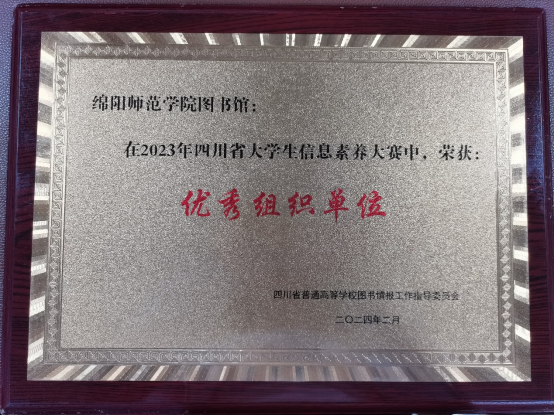 绵阳师范学院图书馆：
在2023年四川省大学生信息素养大赛中，荣获：
优秀组织单位
四川省普通高等学校图书情报工作指导委员会
二〇二四年二月